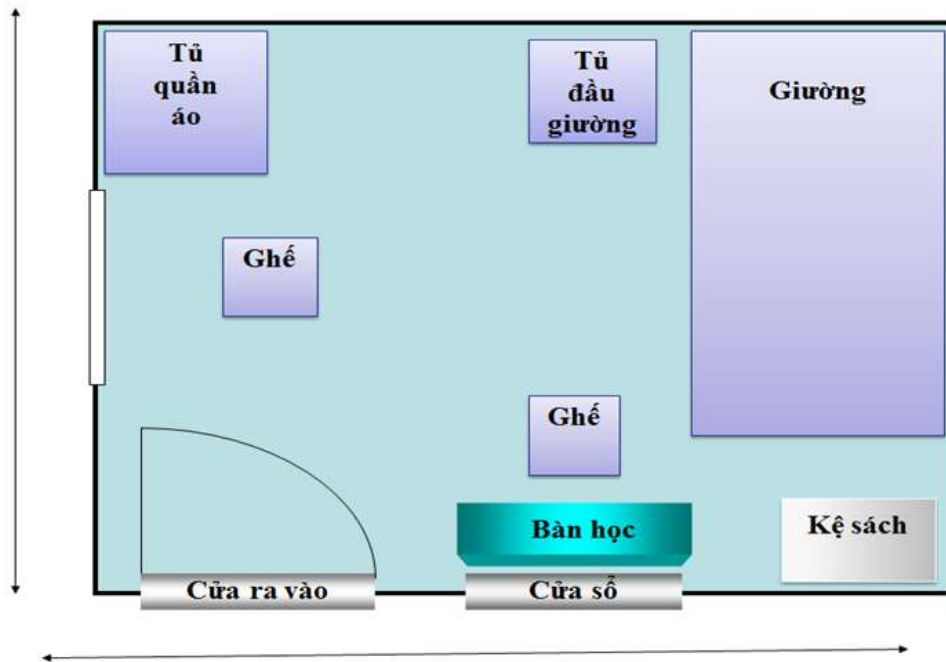 Tủ
quần
áo
Tủ
đầu
giường
Giường
Ghế
Ghế
Bàn học
Kệ sách
Cửa ra vào
Cửa sổ